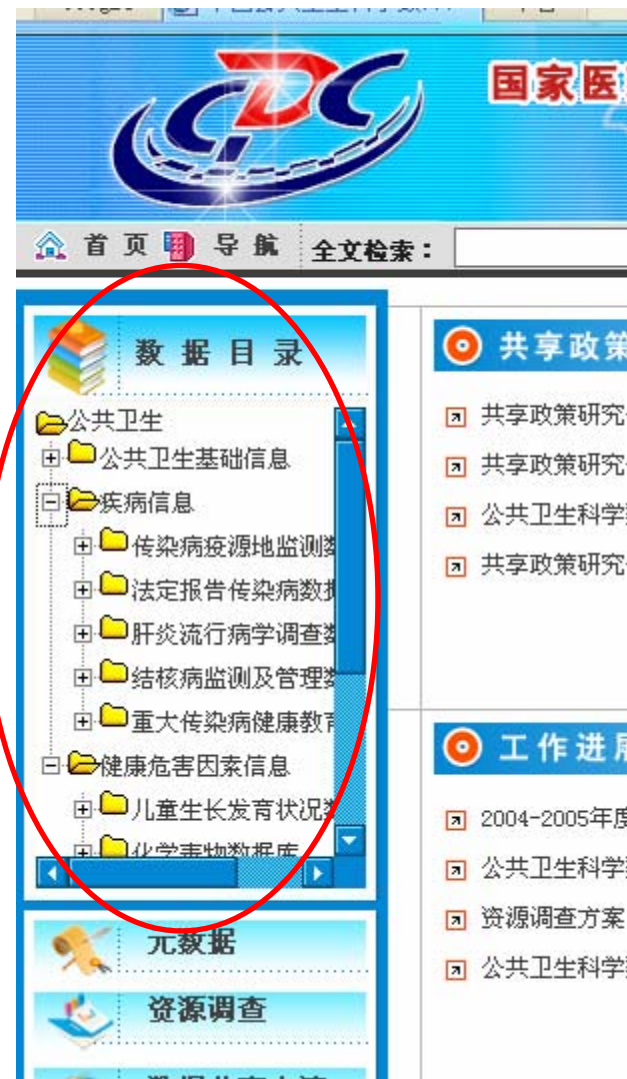 国家医
首页 导航 全文检索：
数据目录
公共卫生
公共卫生基础信息
疾病信息
传染病疫源地监测数
法定报告传染病数据
肝炎流行病学调查数
结核病监测及管理数
重大传染病健康教育
健康危害因素信息
儿童生长发育状况数
化学毒物数据库
元数据
资源调查
共享政策
共享政策研究
共享政策研究
公共卫生科学
共享政策研究
工作进展
2004-2005年度
公共卫生科学
资源调查方案
公共卫生科学